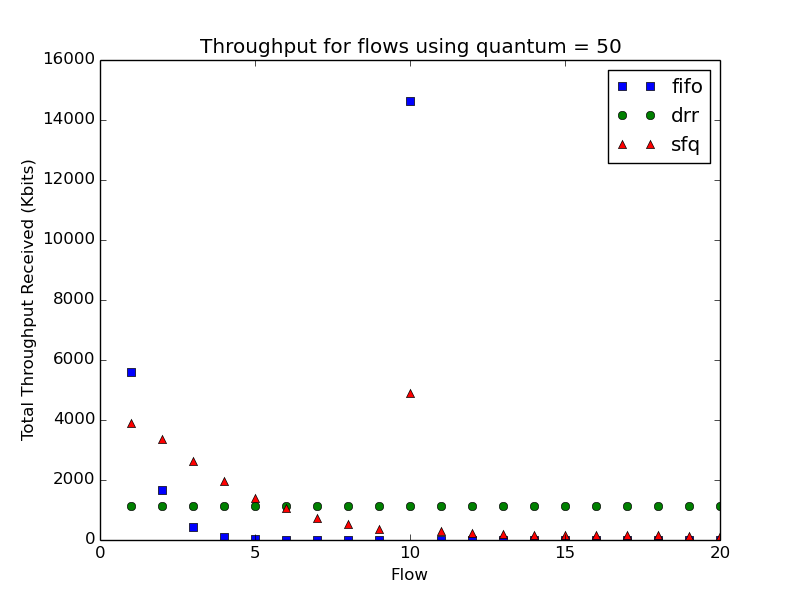 Throughput for flows using quantum = 50
16000
14000
12000
10000
8000
6000
4000
2000
0
Total Throughput Received (Kbits)
fifo
drr
sfq
0 5 10 15 20
Flow